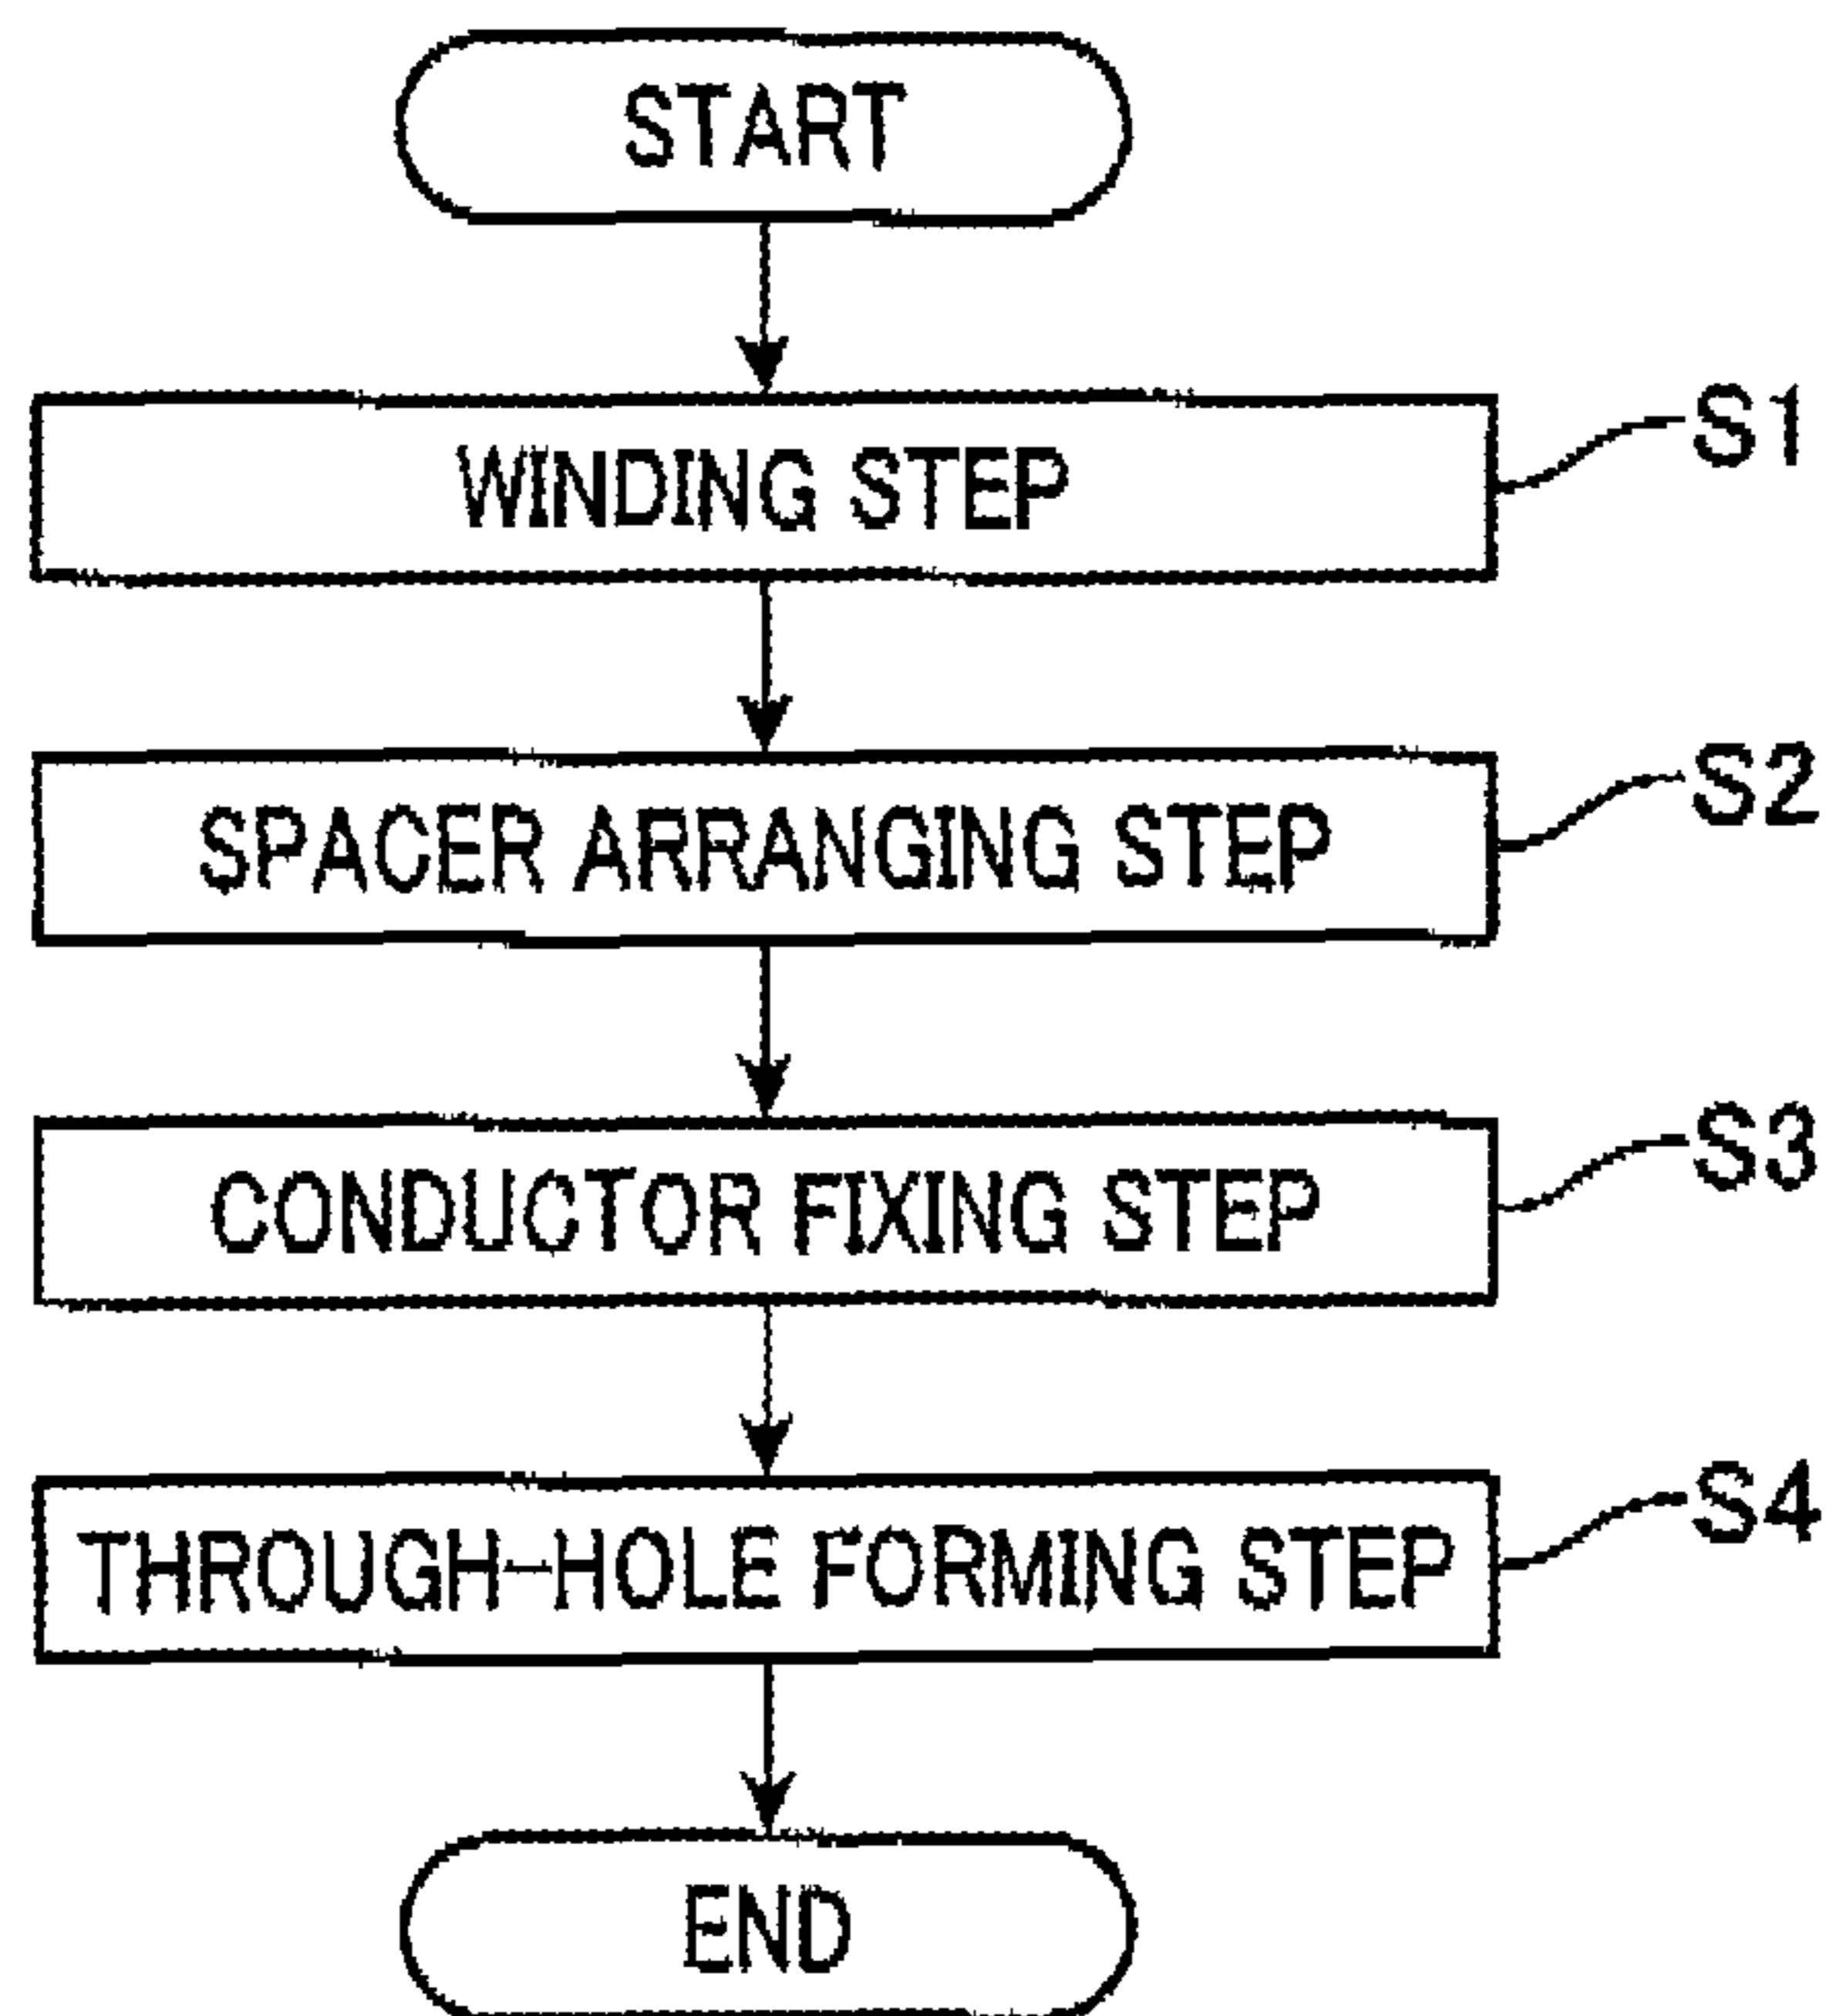 START
WINDING STEP
S1
SPACER ARRANGING STEP
S2
CONDUCTOR FIXING STEP
S3
THROUGH-HOLE FORMING STEP
S4
END